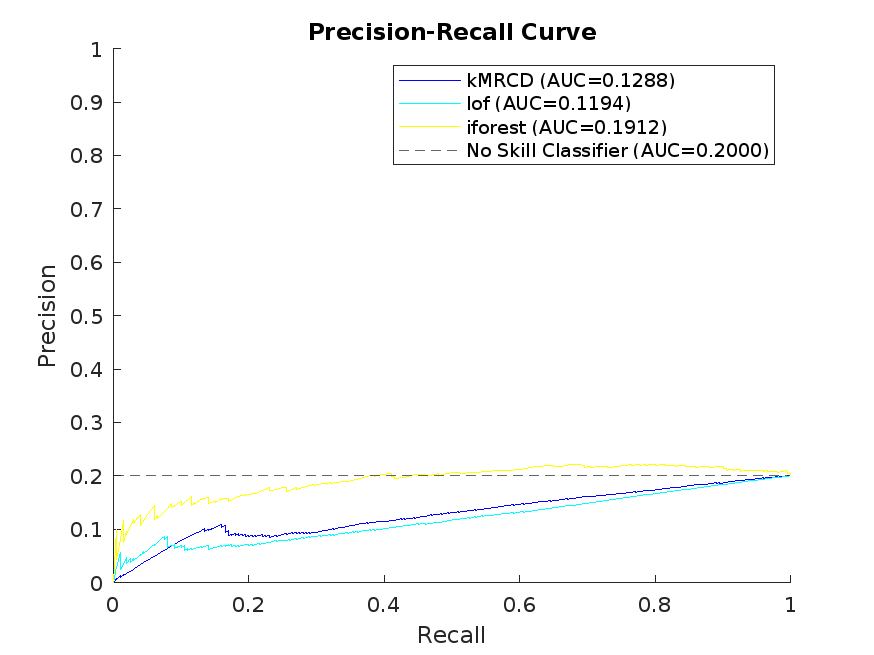 Precision-Recall Curve
1
0.9
0.8
0.7
0.6
0.5
0.4
0.3
0.2
0.1
0
Precision
kMRCD (AUC=0.1288)
lof (AUC=0.1194)
iforest (AUC=0.1912)
No Skill Classifier (AUC=0.2000)
0 0.2 0.4 0.6 0.8 1
Recall